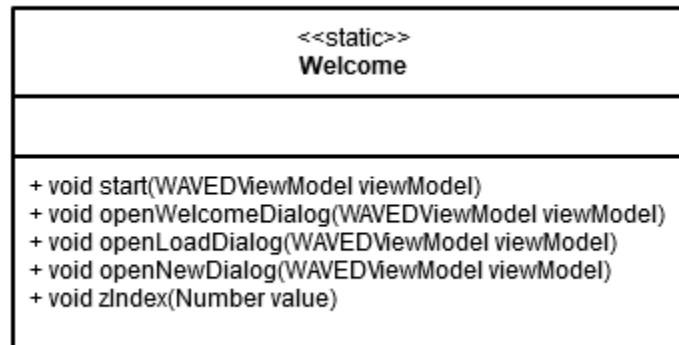 <<static>>
Welcome
+ void start(WAVEDViewModel viewModel)
+ void openWelcomeDialog(WAVEDViewModel viewModel)
+ void openLoadDialog(WAVEDViewModel viewModel)
+ void openNewDialog(WAVEDViewModel viewModel)
+ void zIndex(Number value)